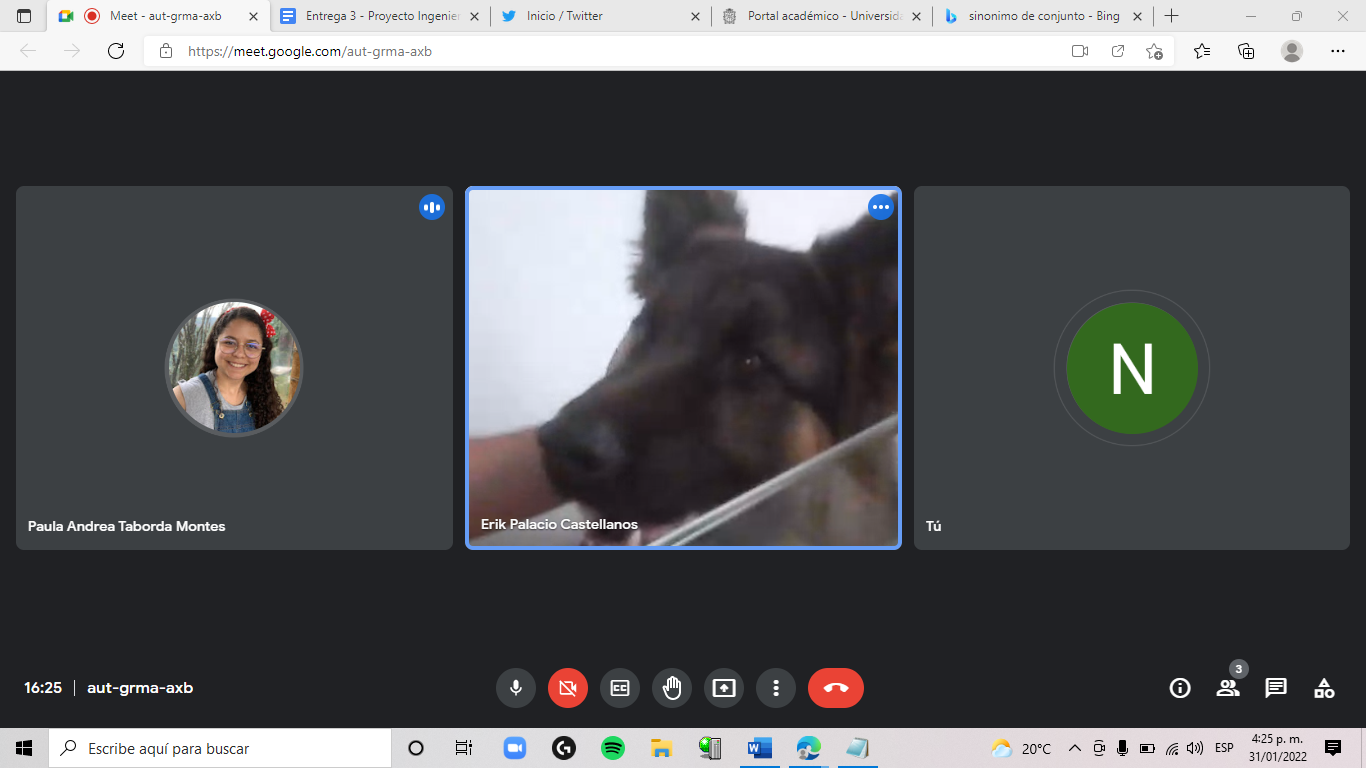 Meet - aut-grma-axb
Entrega 3 - Proyecto Ingenier
Inicio / Twitter
Portal académico - Universida
sinonimo de conjunto - Bing
https://meet.google.com/aut-grma-axb
Paula Andrea Taborda Montes
Erik Palacio Castellanos
N
Tú
16:25 | aut-grma-axb
CC
3
Escribe aquí para buscar
20°C
ESP
4:25 p. m.
31/01/2022